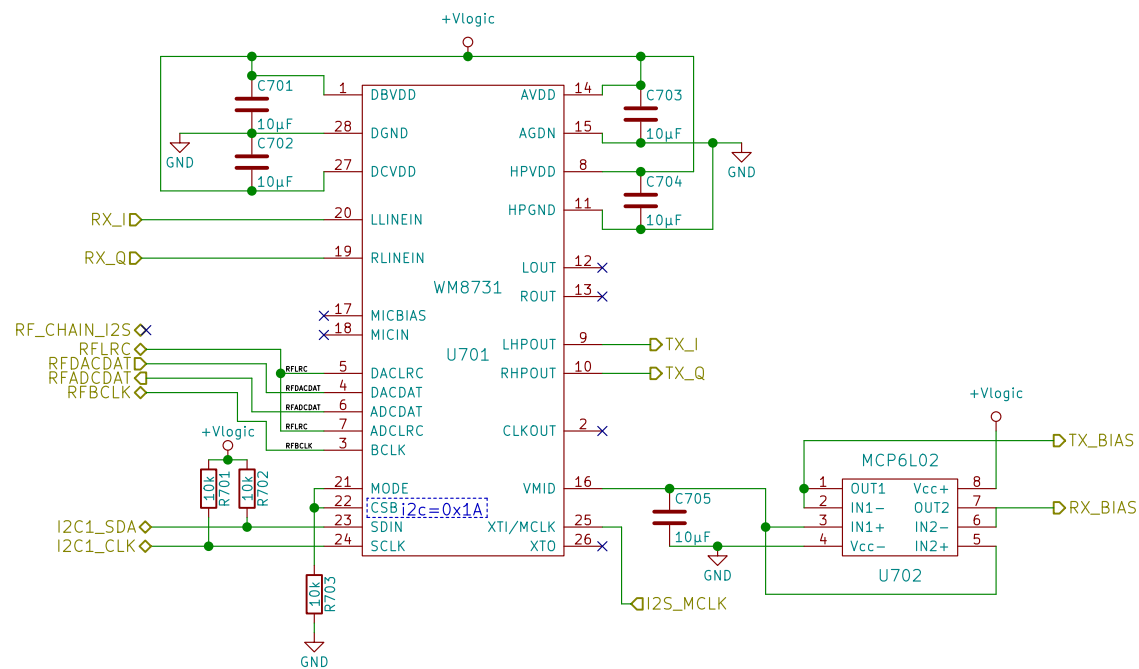 +Vlogic
C701
1 DBVDD AVDD 14
C703
10µF
28 DGND AGDN 15
10µF
C702
GND
GND
10µF
27 DCVDD HPVDD 8
C704
RX_I
20 LLINEIN HPGND 11
10µF
RX_Q
19 RLINEIN
LOUT 12
WM8731
ROUT 13
17 MICBIAS
RF_CHAIN_I2S
18 MICIN
RFLRC
LHPOUT 9
TX_I
U701
RFDACDAT
RFLRC 5 DACLRC RHPOUT 10
TX_Q
RFADCDAT
RFBCLK
RFDACDAT 4 DACDAT
+Vlogic
RFADCDAT 6 ADCDAT
RFLRC 7 ADCLRC CLKOUT 2
+Vlogic
TX_BIAS
RFBCLK 3 BCLK
MCP6L02
10k R701
10k R702
21 MODE VMID 16
C705
1 OUT1 Vcc+ 8
22 CSB i2c=0x1A
2 IN1- OUT2 7
RX_BIAS
I2C1_SDA
23 SDIN XTI/MCLK 25
10µF
3 IN1+ IN2- 6
I2C1_CLK
24 SCLK XTO 26
4 Vcc- IN2+ 5
GND
U702
10k R703
I2S_MCLK
GND